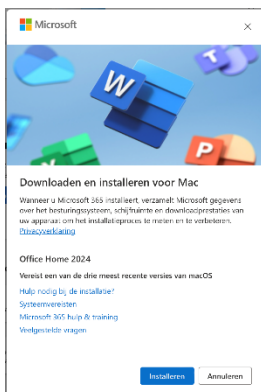 Microsoft
W
T
P
Downloaden en installeren voor Mac
Wanneer u Microsoft 365 installeert, verzamelt Microsoft gegevens
over het besturingssysteem, schijfruimte en downloadprestaties van
uw apparaat om het installatieproces te meten en te verbeteren.
Privacyverklaring
Office Home 2024
Vereist een van de drie meest recente versies van macOS
Hulp nodig bij de installatie?
Systeemvereisten
Microsoft 365 hulp & training
Veelgestelde vragen
Installeren Annuleren